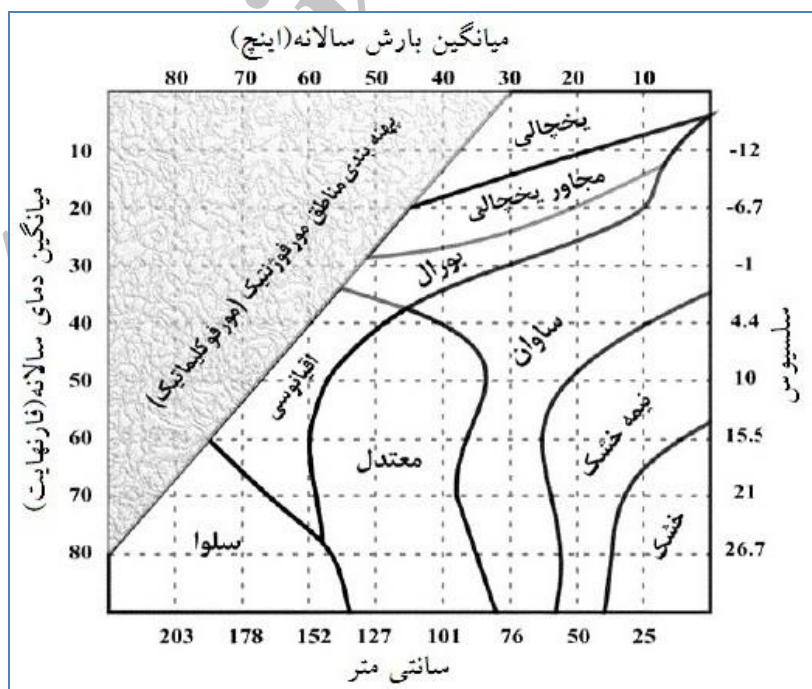 میانگین بارش سالانه(اینچ)
80 70 60 50 40 30 20 10
میانگین دمای سالانه(فارنهایت)
10
20
30
40
50
60
70
80
پهنه بندی مناطق مورفوژنتیک (مورفوکلیماتیک)
یخچالی
مجاور یخچالی
بورال
ساوان
اقیانوسی
معتدل
نیمه خشک
خشک
سلوا
-12
-6.7
-1
4.4
10
15.5
21
26.7
سلسیوس
203 178 152 127 101 76 50 25
سانتی متر